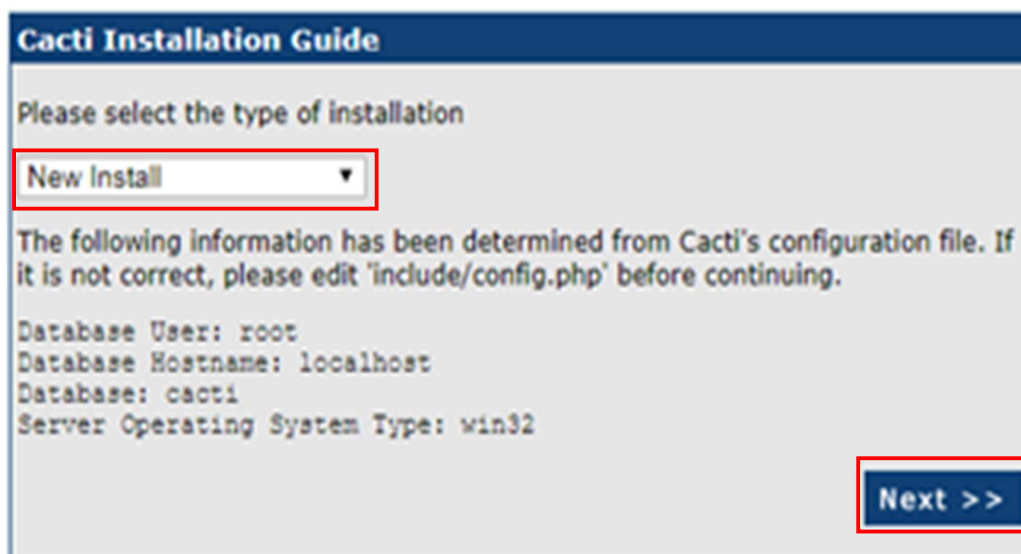 Cacti Installation Guide
Please select the type of installation
New Install
The following information has been determined from Cacti's configuration file. If
it is not correct, please edit 'include/config.php' before continuing.
Database User: root
Database Hostname: localhost
Database: cacti
Server Operating System Type: win32
Next >>